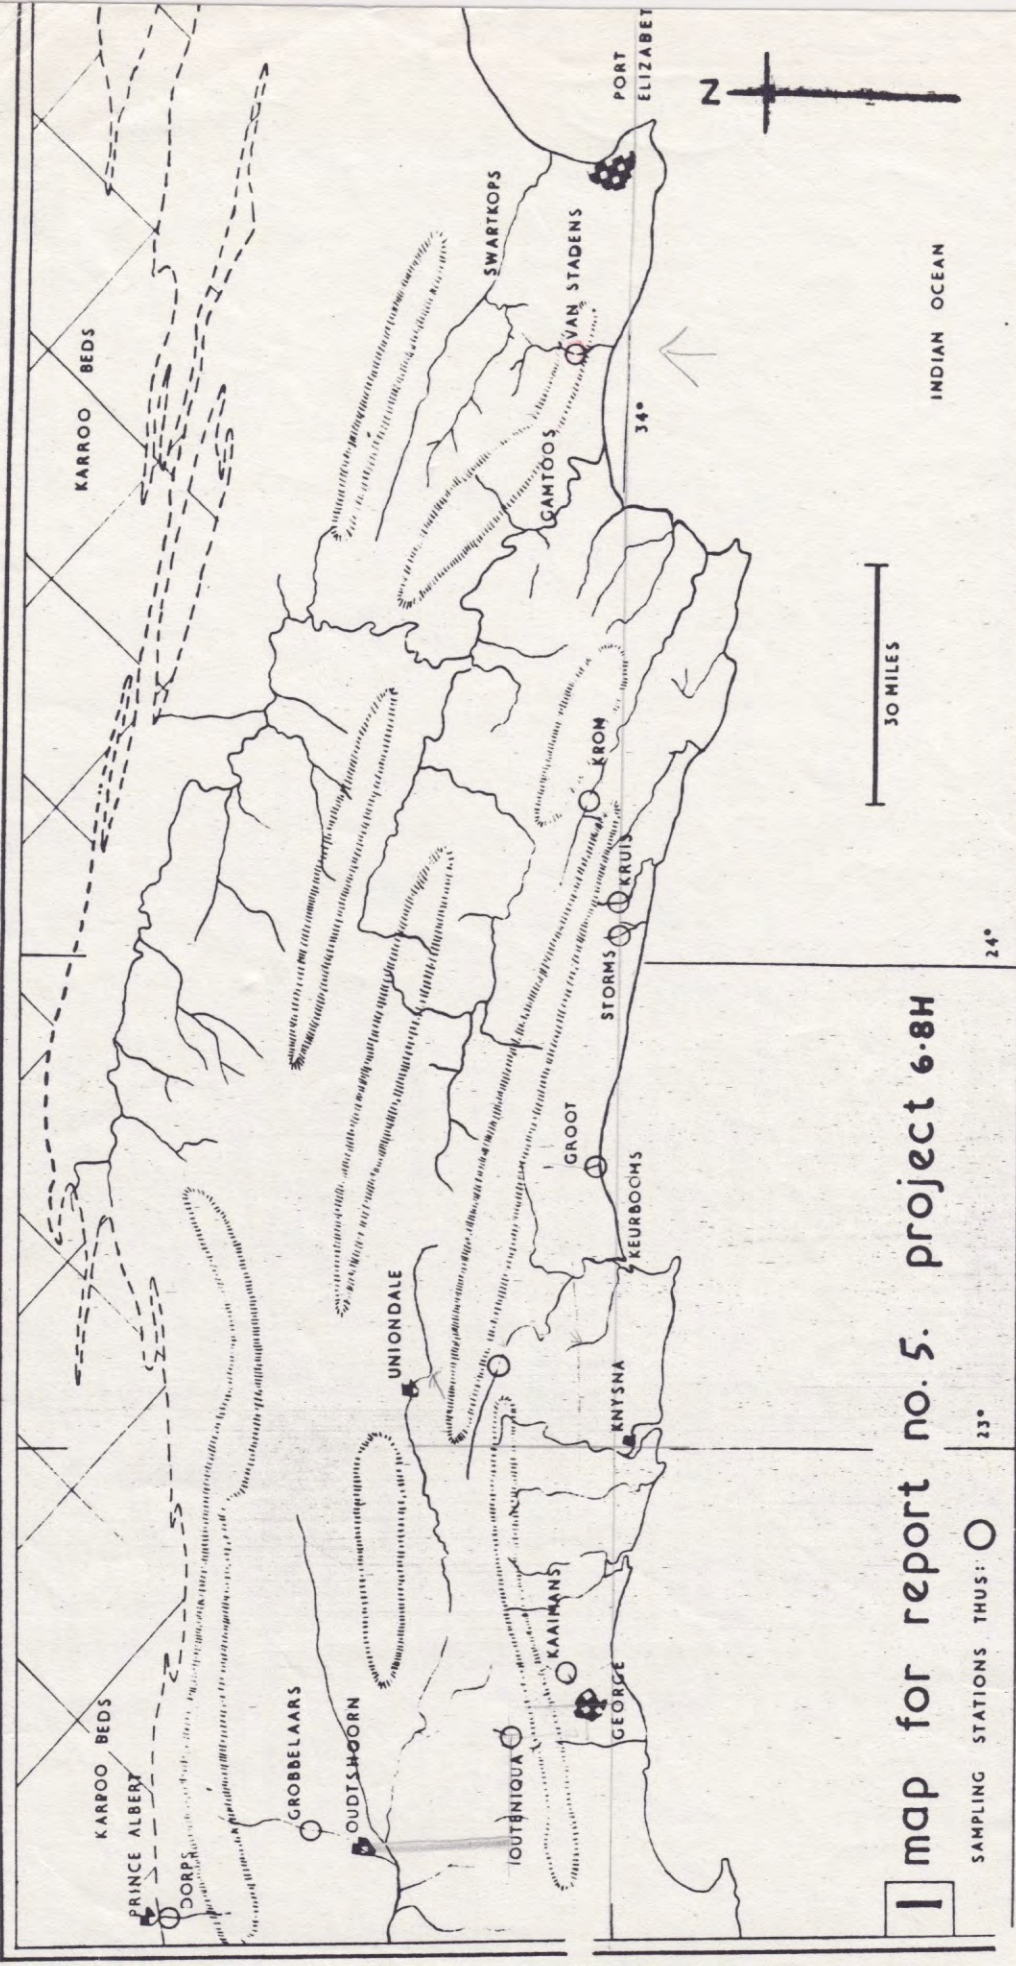 KARROO BEDS
KARROO BEDS
PRINCE ALBERT
DORPS
GROBBELAARS
OUDTSHOORN
UNIONDALE
SWARTKOPS
PORT
ELIZABET
N
VAN STADENS
GAMTOOS
KROM
KRUIS
STORMS
GROOT
KEURBOOMS
KNYSNA
KAAIMANS
GEORGE
OUTENIQUA
34°
INDIAN OCEAN
30 MILES
24°
23°
1 map for report no. 5. project 6·8H
SAMPLING STATIONS THUS: